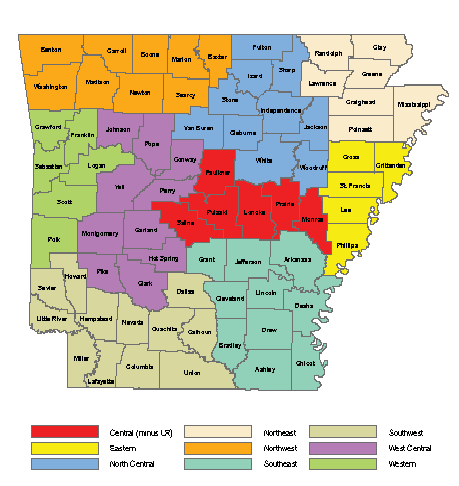 Benton
Carroll
Boone
Marion
Baxter
Fulton
Randolph
Clay
Washington
Madison
Newton
Searcy
Izard
Sharp
Lawrence
Greene
Stone
Independence
Craighead
Mississippi
Crawford
Franklin
Johnson
Pope
Van Buren
Cleburne
Jackson
Poinsett
Sebastian
Logan
Conway
White
Woodruff
Cross
Crittenden
Scott
Yell
Perry
Faulkner
Pulaski
Lonoke
Prairie
Monroe
St. Francis
Lee
Polk
Montgomery
Garland
Saline
Phillips
Hot Spring
Grant
Jefferson
Arkansas
Sevier
Howard
Pike
Clark
Dallas
Cleveland
Lincoln
Desha
Little River
Hempstead
Nevada
Ouachita
Calhoun
Bradley
Drew
Miller
Lafayette
Columbia
Union
Ashley
Chicot
Central (minus LR)
Northeast
Southwest
Eastern
Northwest
West Central
North Central
Southeast
Western